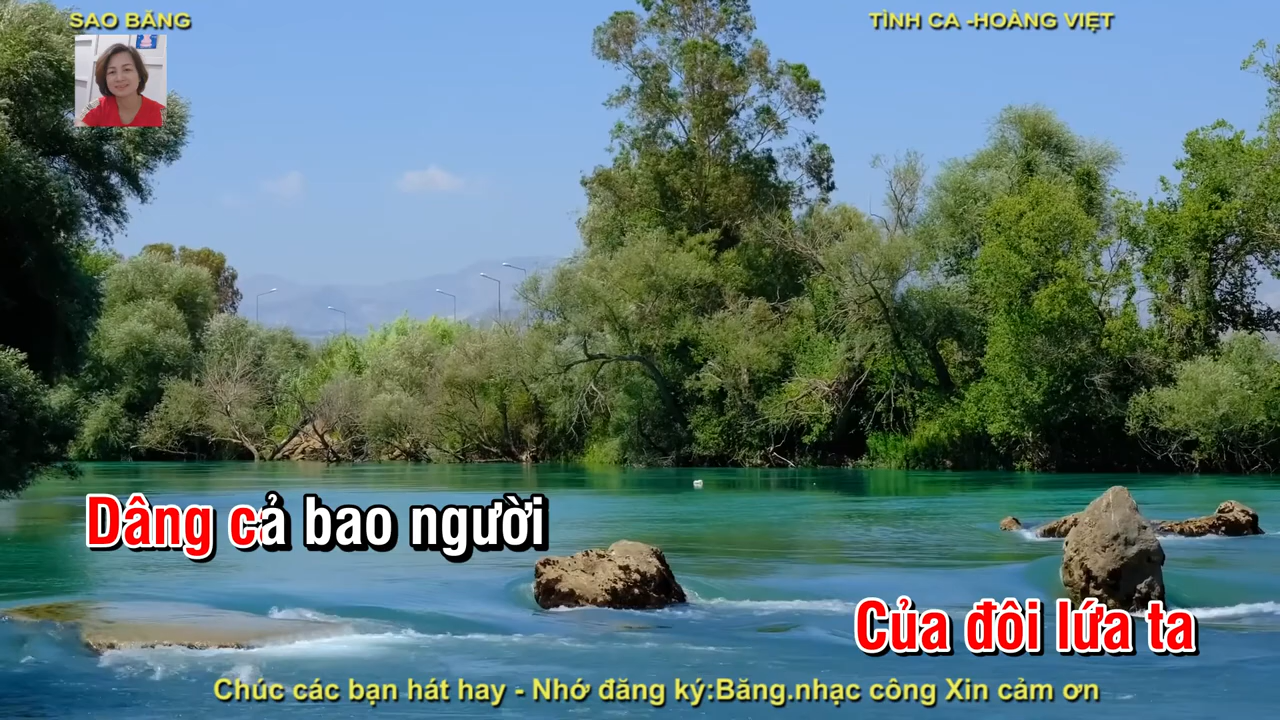 SAO BĂNG
TÌNH CA -HOÀNG VIỆT
Dâng cả bao người
Của đôi lứa ta
Chúc các bạn hát hay - Nhớ đăng ký:Băng.nhạc công Xin cảm ơn